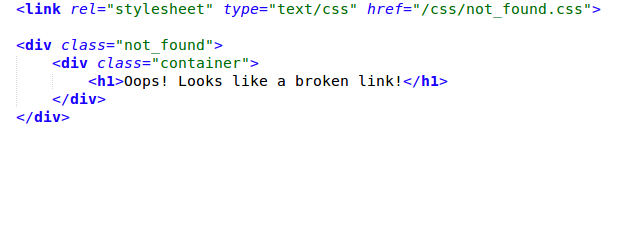 <link rel="stylesheet" type="text/css" href="/css/not_found.css">
<div class="not_found">
<div class="container">
<h1>Oops! Looks like a broken link!</h1>
</div>
</div>